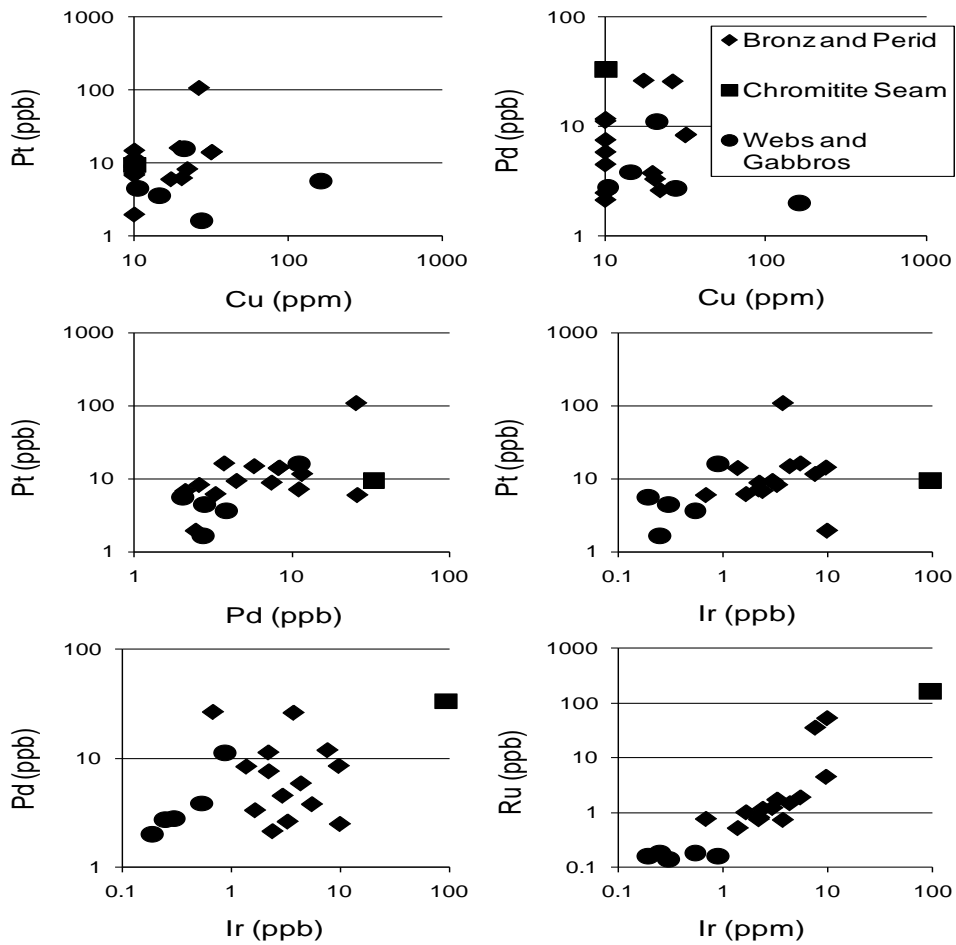 1000
100
10
1
Pt (ppb)
10
100
1000
Cu (ppm)
100
10
1
Pd (ppb)
10
100
1000
Cu (ppm)
Bronz and Perid
Chromitite Seam
Webs and
Gabbros
1000
100
10
1
Pt (ppb)
1
10
100
Pd (ppb)
1000
100
10
1
Pt (ppb)
0.1
1
10
100
Ir (ppb)
100
10
1
Pd (ppb)
0.1
1
10
100
Ir (ppb)
1000
100
10
1
0.1
Ru (ppb)
0.1
1
10
100
Ir (ppm)